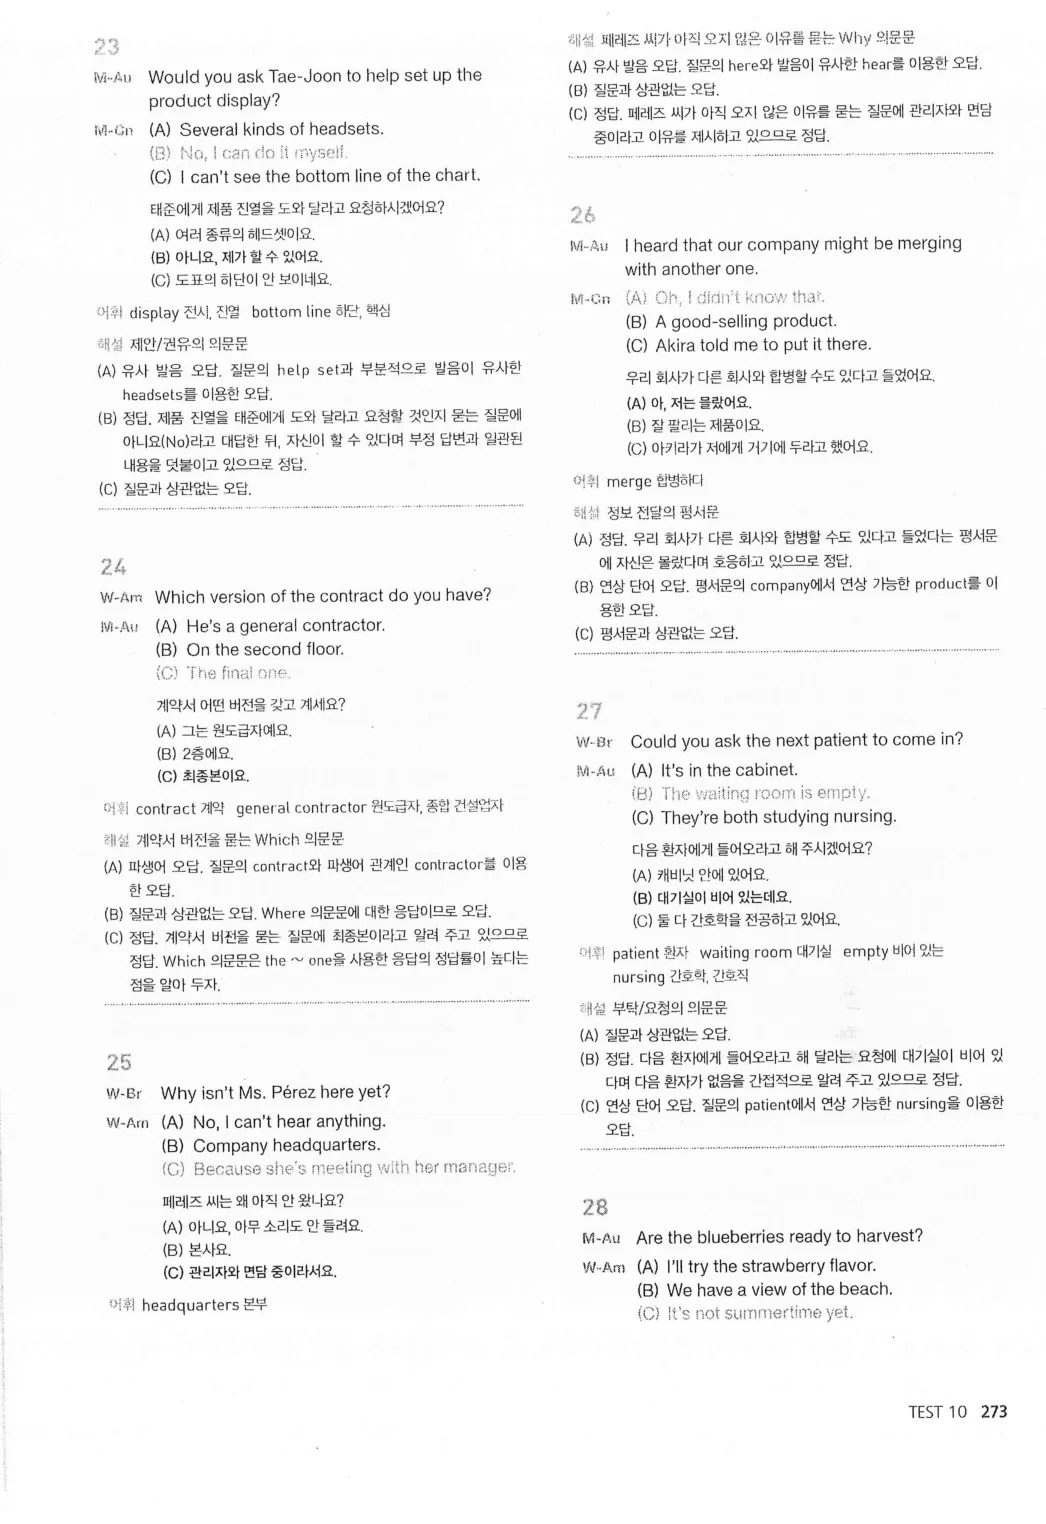 23
M-Au Would you ask Tae-Joon to help set up the
product display?
M-Cn (A) Several kinds of headsets.
(B) No, I can do it myself.
(C) I can't see the bottom line of the chart.
태준에게 제품 진열을 도와 달라고 요청하시겠어요?
(A) 여러 종류의 헤드셋이요.
(B) 아니요, 제가 할 수 있어요.
(C) 도표의 하단이 안 보이네요.
어휘 display 전시, 진열 bottom line 하단, 핵심
해설 제안/권유의 의문문
(A) 유사 발음 오답. 질문의 help set과 부분적으로 발음이 유사한
headsets를 이용한 오답.
(B) 정답. 제품 진열을 태준에게 도와 달라고 요청할 것인지 묻는 질문에
아니요(No)라고 대답한 뒤, 자신이 할 수 있다며 부정 답변과 일관된
내용을 덧붙이고 있으므로 정답.
(C) 질문과 상관없는 오답.
24
W-Am Which version of the contract do you have?
M-Au (A) He's a general contractor.
(B) On the second floor.
(C) The final one.
계약서 어떤 버전을 갖고 계세요?
(A) 그는 원도급자예요.
(B) 2층에요.
(C) 최종본이요.
어휘 contract 계약 general contractor 원도급자, 종합 건설업자
해설 계약서 버전을 묻는 Which 의문문
(A) 파생어 오답. 질문의 contract와 파생어 관계인 contractor를 이용
한 오답.
(B) 질문과 상관없는 오답. Where 의문문에 대한 응답이므로 오답.
(C) 정답. 계약서 버전을 묻는 질문에 최종본이라고 알려 주고 있으므로
정답. Which 의문문은 the ~ one을 사용한 응답의 정답률이 높다는
점을 알아 두자.
25
W-Br Why isn't Ms. Pérez here yet?
W-Am (A) No, I can't hear anything.
(B) Company headquarters.
(C) Because she's meeting with her manager.
페레즈 씨는 왜 아직 안 왔나요?
(A) 아니요, 아무 소리도 안 들려요.
(B) 본사요.
(C) 관리자와 면담 중이라서요.
어휘 headquarters 본부
해설 페레즈 씨가 아직 오지 않은 이유를 묻는 Why 의문문
(A) 유사 발음 오답. 질문의 here와 발음이 유사한 hear를 이용한 오답.
(B) 질문과 상관없는 오답.
(C) 정답. 페레즈 씨가 아직 오지 않은 이유를 묻는 질문에 관리자와 면담
중이라고 이유를 제시하고 있으므로 정답.
26
M-Au I heard that our company might be merging
with another one.
M-Cn (A) Oh, I didn't know that.
(B) A good-selling product.
(C) Akira told me to put it there.
우리 회사가 다른 회사와 합병할 수도 있다고 들었어요.
(A) 아, 저는 몰랐어요.
(B) 잘 팔리는 제품이요.
(C) 아키라가 저에게 거기에 두라고 했어요.
어휘 merge 합병하다
해설 정보 전달의 평서문
(A) 정답. 우리 회사가 다른 회사와 합병할 수도 있다고 들었다는 평서문
에 자신은 몰랐다며 호응하고 있으므로 정답.
(B) 연상 단어 오답. 평서문의 company에서 연상 가능한 product를 이
용한 오답.
(C) 평서문과 상관없는 오답.
27
W-Br Could you ask the next patient to come in?
M-Au (A) It's in the cabinet.
(B) The waiting room is empty.
(C) They're both studying nursing.
다음 환자에게 들어오라고 해 주시겠어요?
(A) 캐비닛 안에 있어요.
(B) 대기실이 비어 있는데요.
(C) 둘 다 간호학을 전공하고 있어요.
어휘 patient 환자 waiting room 대기실 empty 비어 있는
nursing 간호학, 간호직
해설 부탁/요청의 의문문
(A) 질문과 상관없는 오답.
(B) 정답. 다음 환자에게 들어오라고 해 달라는 요청에 대기실이 비어 있
다며 다음 환자가 없음을 간접적으로 알려 주고 있으므로 정답.
(C) 연상 단어 오답. 질문의 patient에서 연상 가능한 nursing을 이용한
오답.
28
M-Au Are the blueberries ready to harvest?
W-Am (A) I'll try the strawberry flavor.
(B) We have a view of the beach.
(C) It's not summertime yet.
TEST 10 273